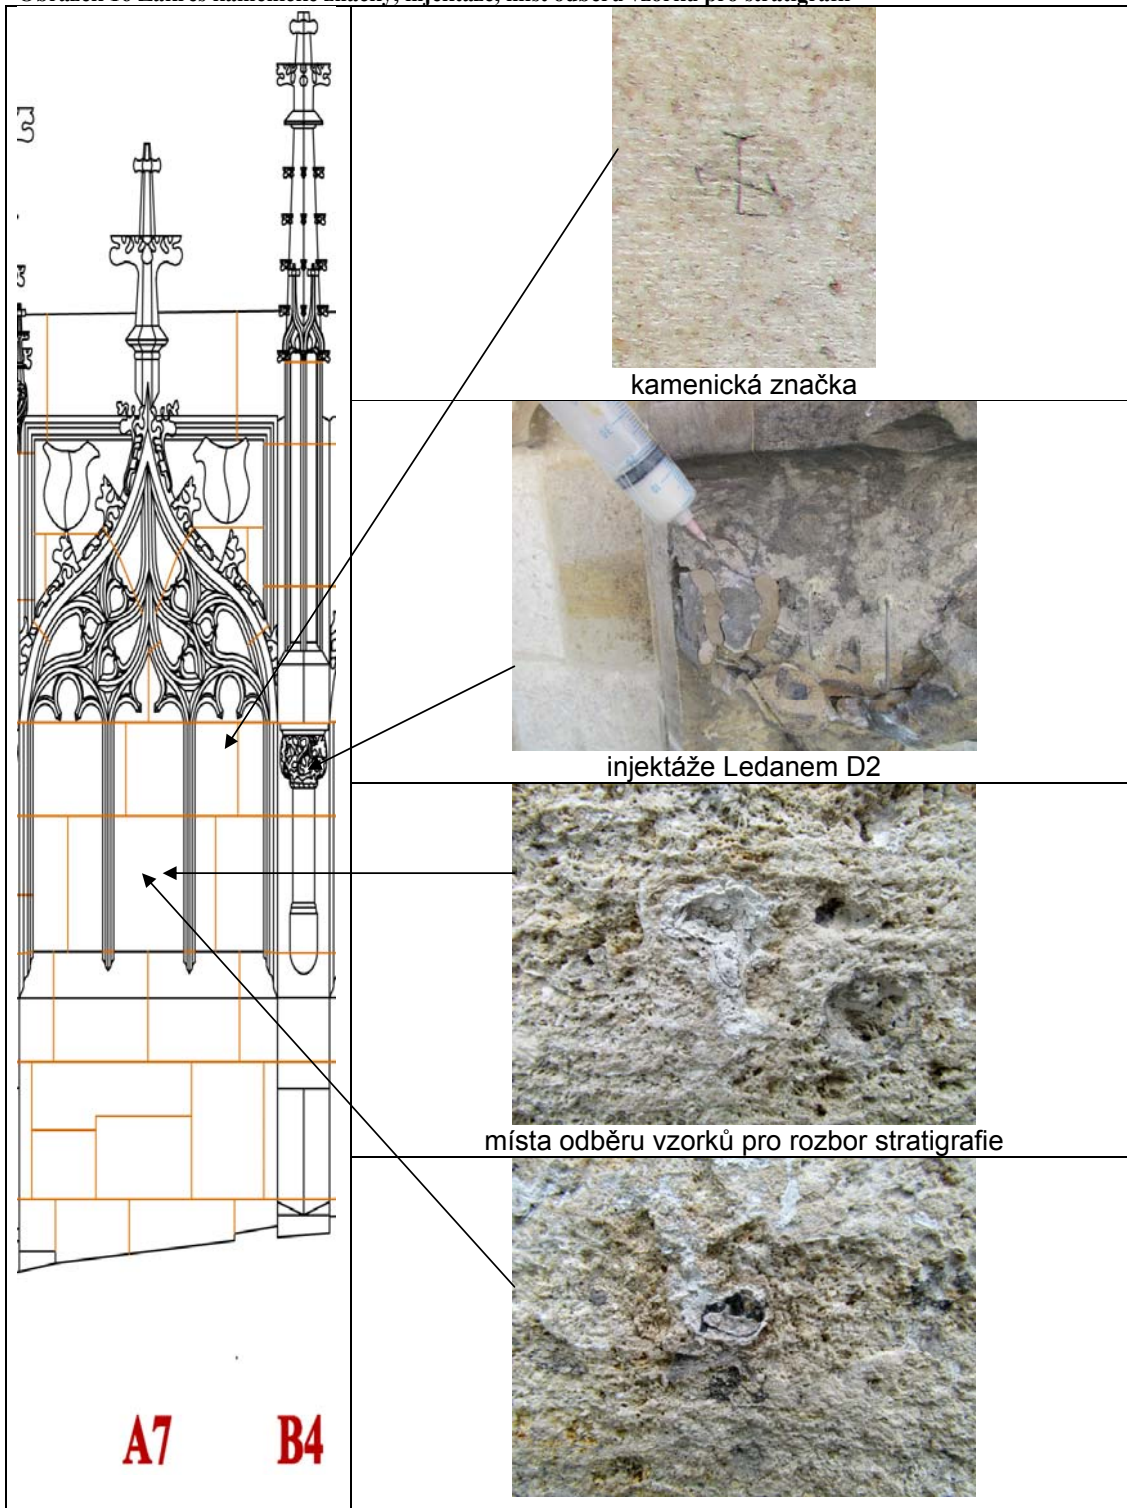 kamenická značka
injektáže Ledanem D2
místa odběru vzorků pro rozbor stratigrafie
A7 B4